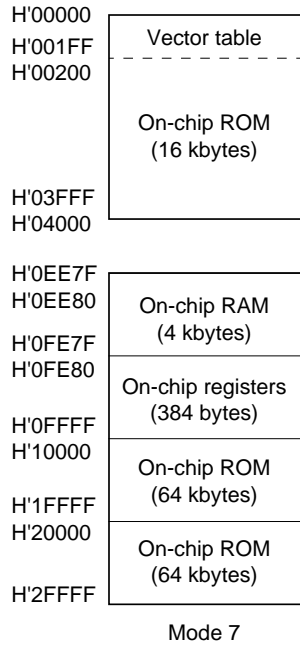 H'00000
Vector table
H'001FF
H'00200
On-chip ROM
(16 kbytes)
H'03FFF
H'04000
H'0EE7F
H'0EE80
On-chip RAM
(4 kbytes)
H'0FE7F
H'0FE80
On-chip registers
(384 bytes)
H'0FFFF
H'10000
On-chip ROM
(64 kbytes)
H'1FFFF
H'20000
On-chip ROM
(64 kbytes)
H'2FFFF
Mode 7